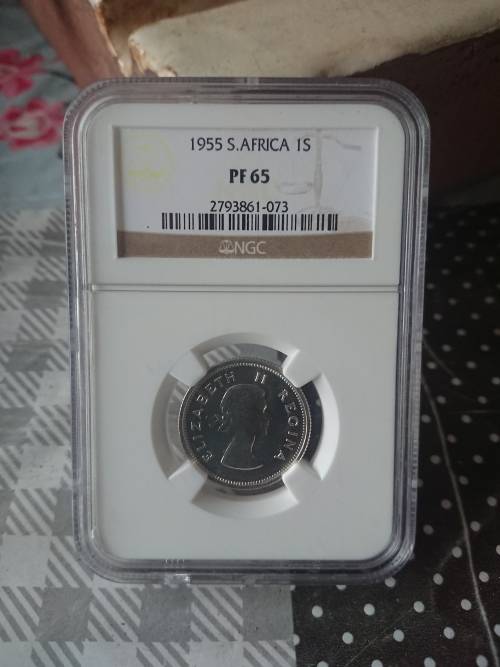 1955 S.AFRICA 1S
PF 65
2793861-073
NGC
ELIZABETH II REGINA